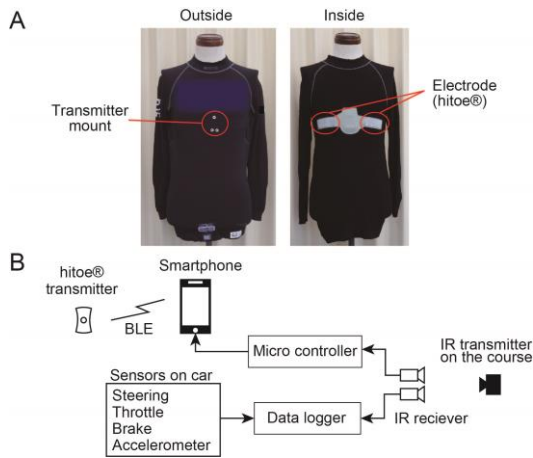 A
Outside
Inside
Transmitter
mount
Electrode
(hitoe®)
B
hitoe®
transmitter
BLE
Smartphone
Micro controller
IR transmitter
on the course
Sensors on car
Steering
Throttle
Brake
Accelerometer
Data logger
IR reciever